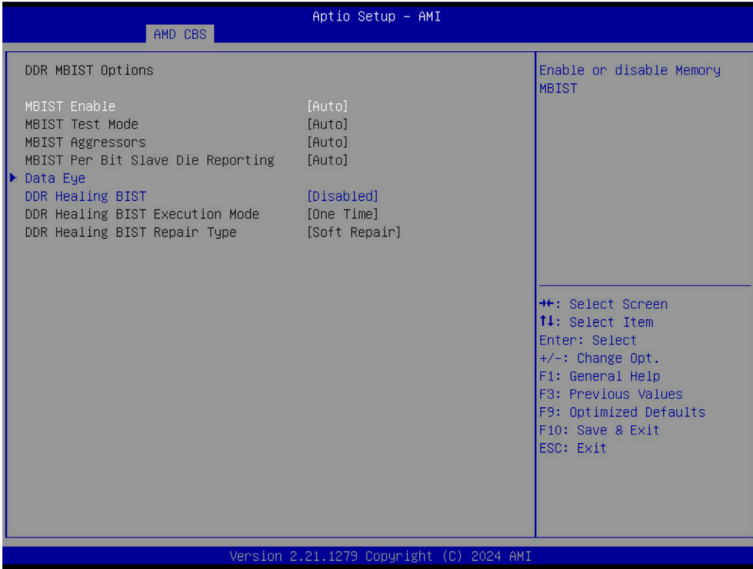 Aptio Setup – AMI
AMD CBS
DDR MBIST Options
MBIST Enable [Auto]
MBIST Test Mode [Auto]
MBIST Aggressors [Auto]
MBIST Per Bit Slave Die Reporting [Auto]
Data Eye
DDR Healing BIST [Disabled]
DDR Healing BIST Execution Mode [One Time]
DDR Healing BIST Repair Type [Soft Repair]
Enable or disable Memory
MBIST
→←: Select Screen
↑↓: Select Item
Enter: Select
+/-: Change Opt.
F1: General Help
F3: Previous Values
F9: Optimized Defaults
F10: Save & Exit
ESC: Exit
Version 2.21.1279 Copyright (C) 2024 AMI